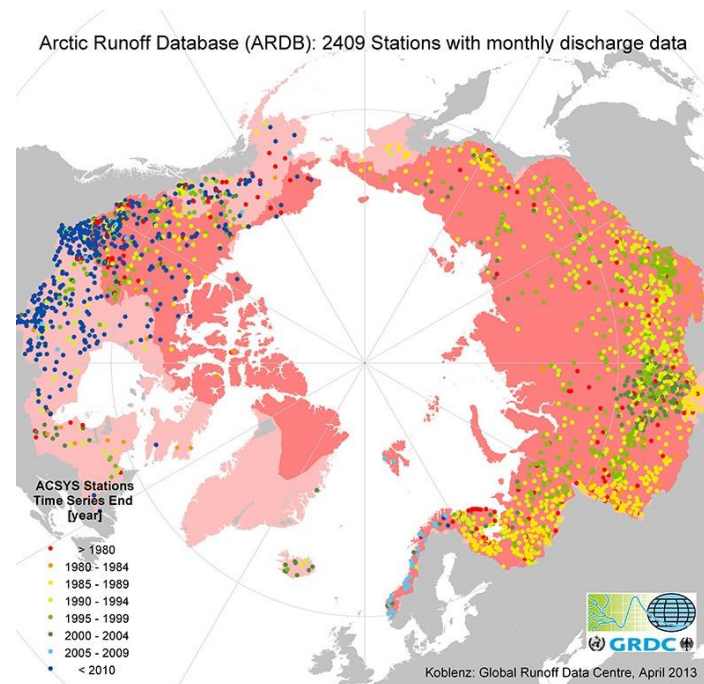 Arctic Runoff Database (ARDB): 2409 Stations with monthly discharge data
ACSYS Stations
Time Series End
[year]
> 1980
1980 - 1984
1985 - 1989
1990 - 1994
1995 - 1999
2000 - 2004
2005 - 2009
< 2010
GRDC
Koblenz: Global Runoff Data Centre, April 2013